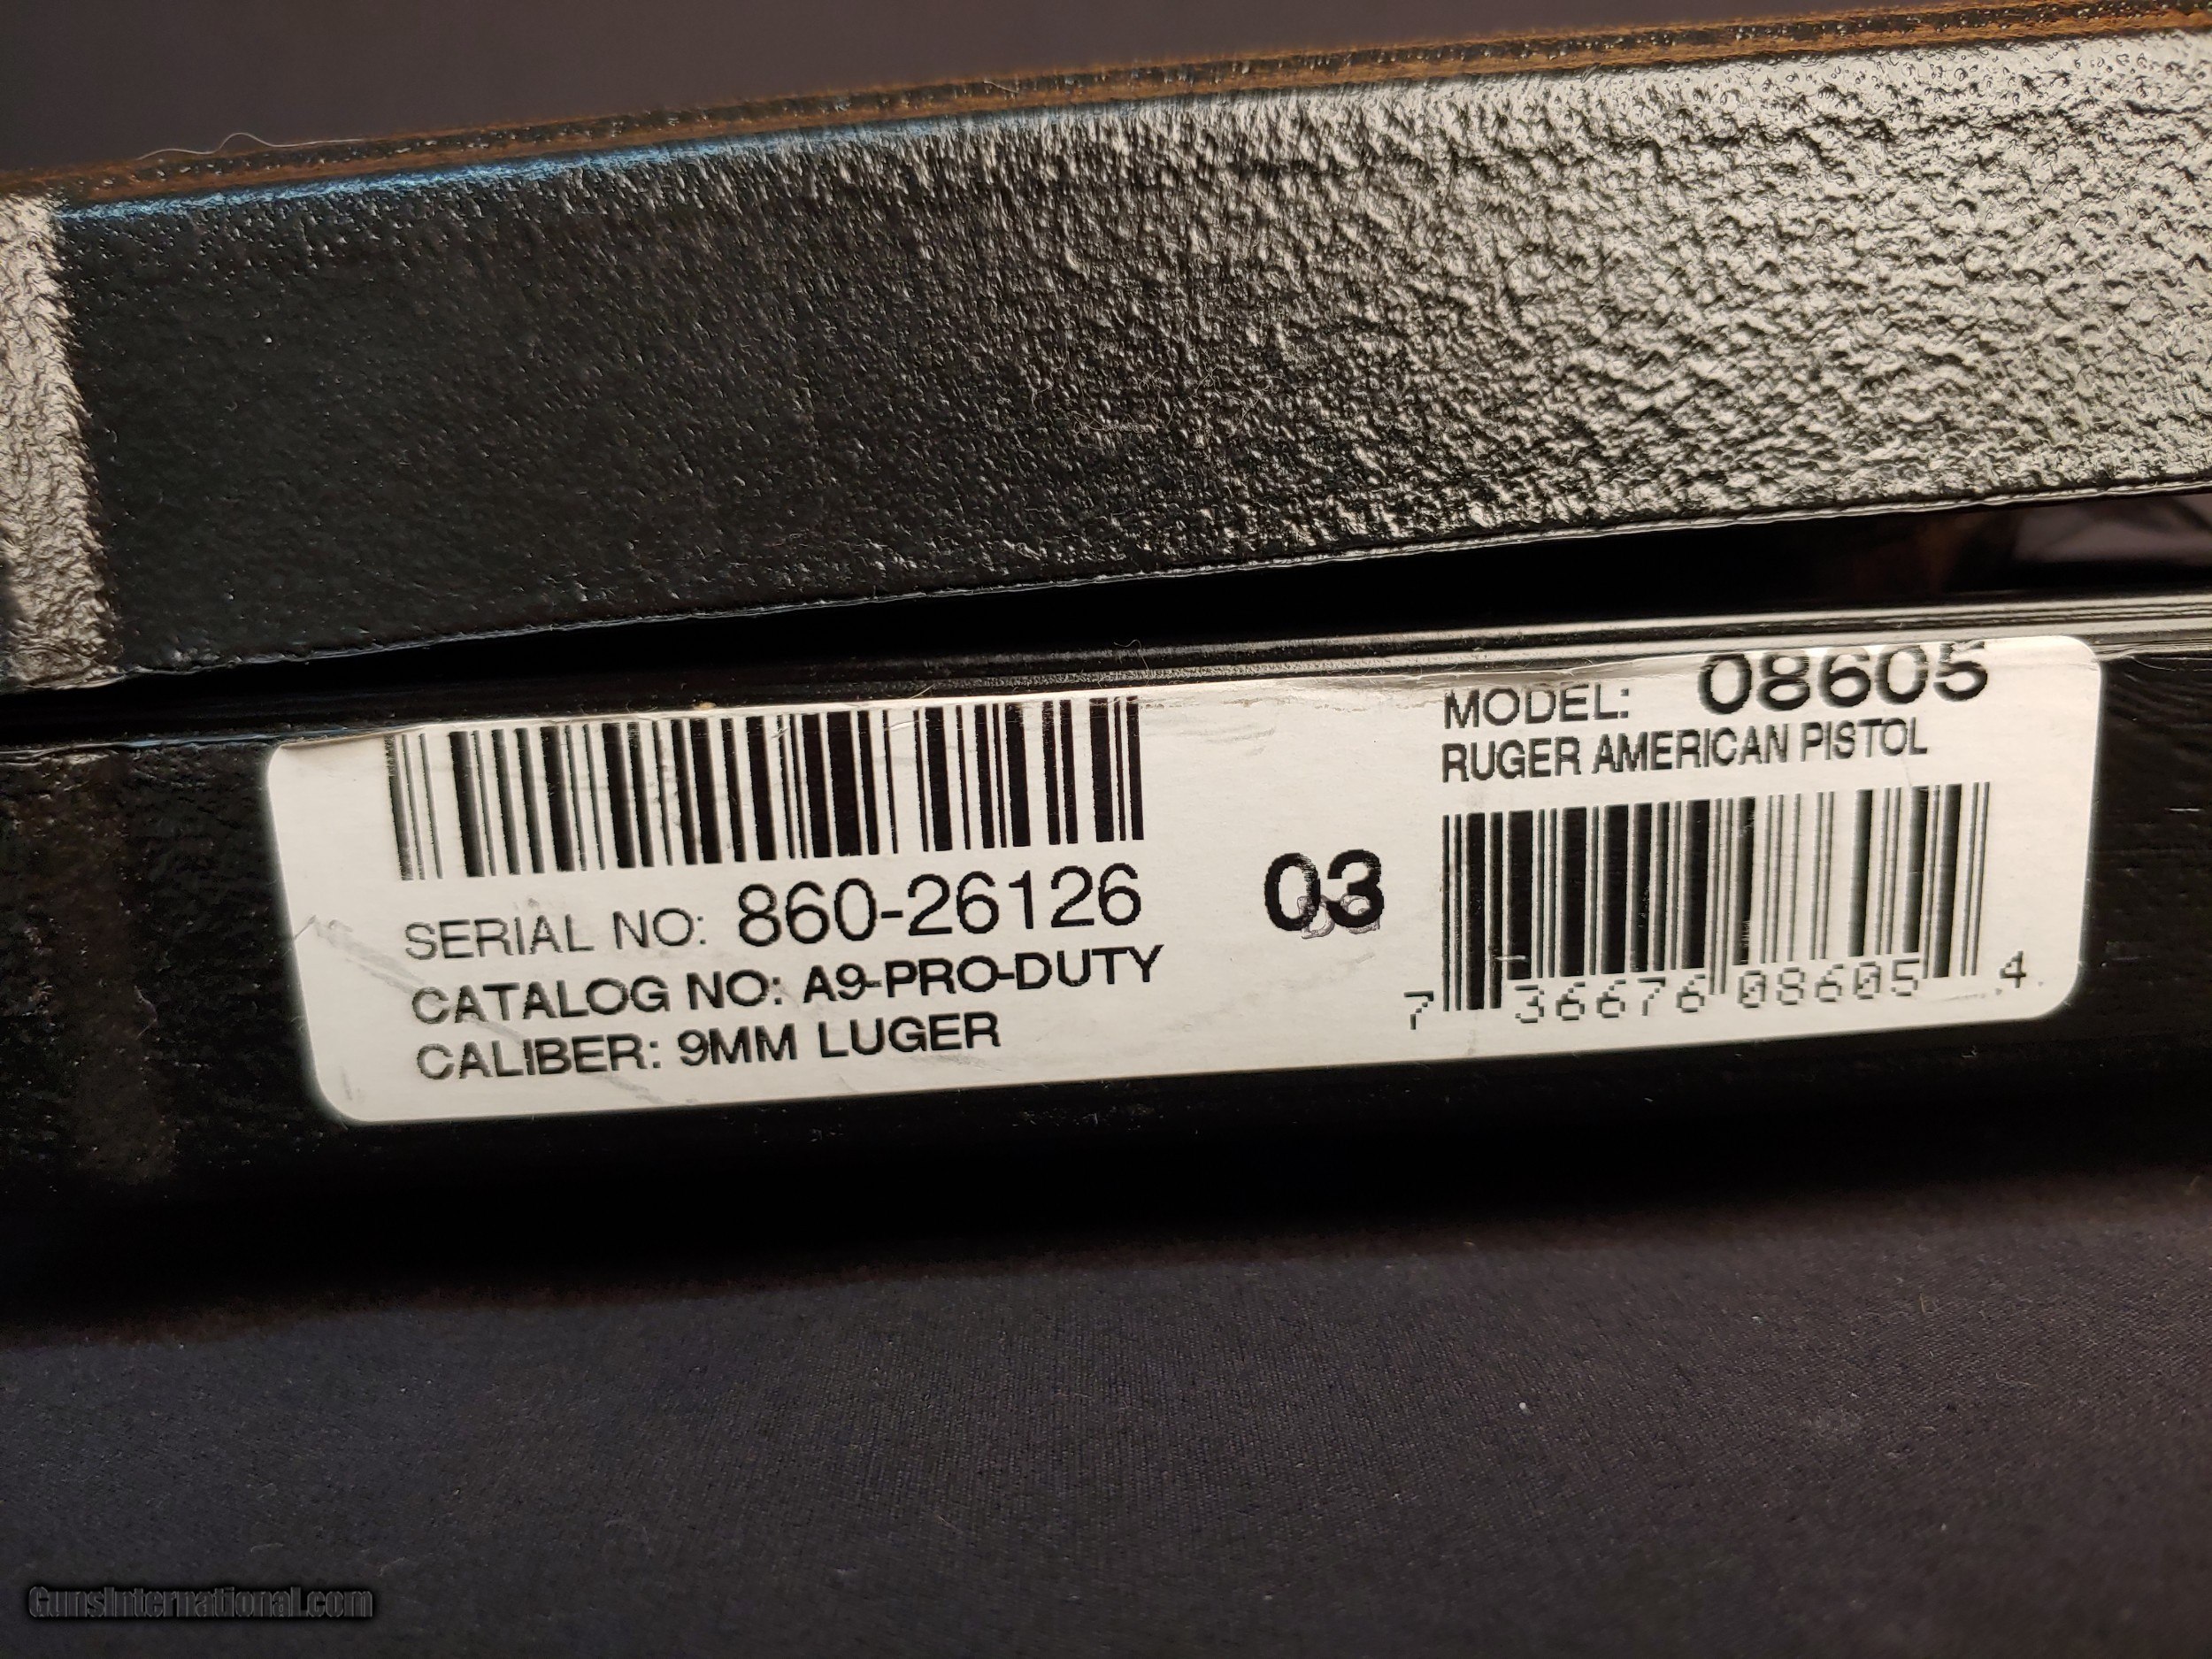 SERIAL NO: 860-26126
CATALOG NO: A9-PRO-DUTY
CALIBER: 9MM LUGER
03
MODEL: 08605
RUGER AMERICAN PISTOL
7 36676 08605 4
GunsInternational.com